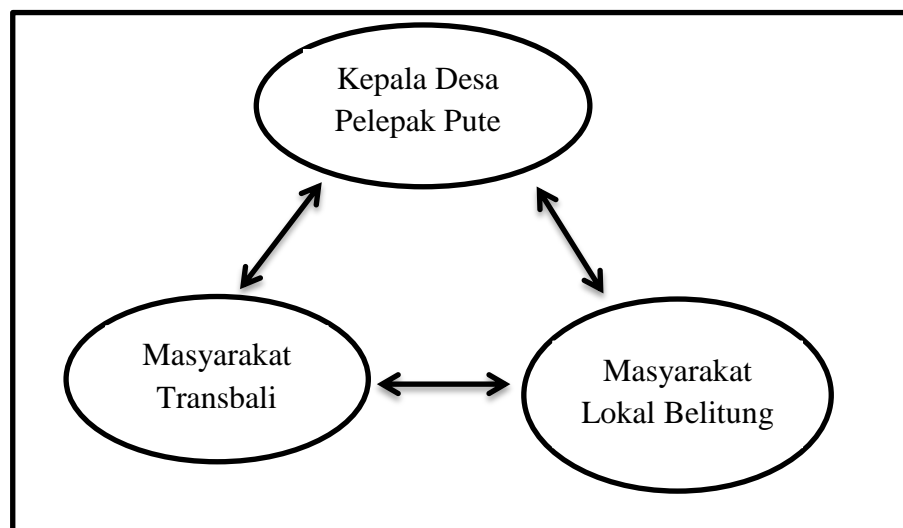 Kepala Desa
Pelepak Pute
Masyarakat
Transbali
Masyarakat
Lokal Belitung